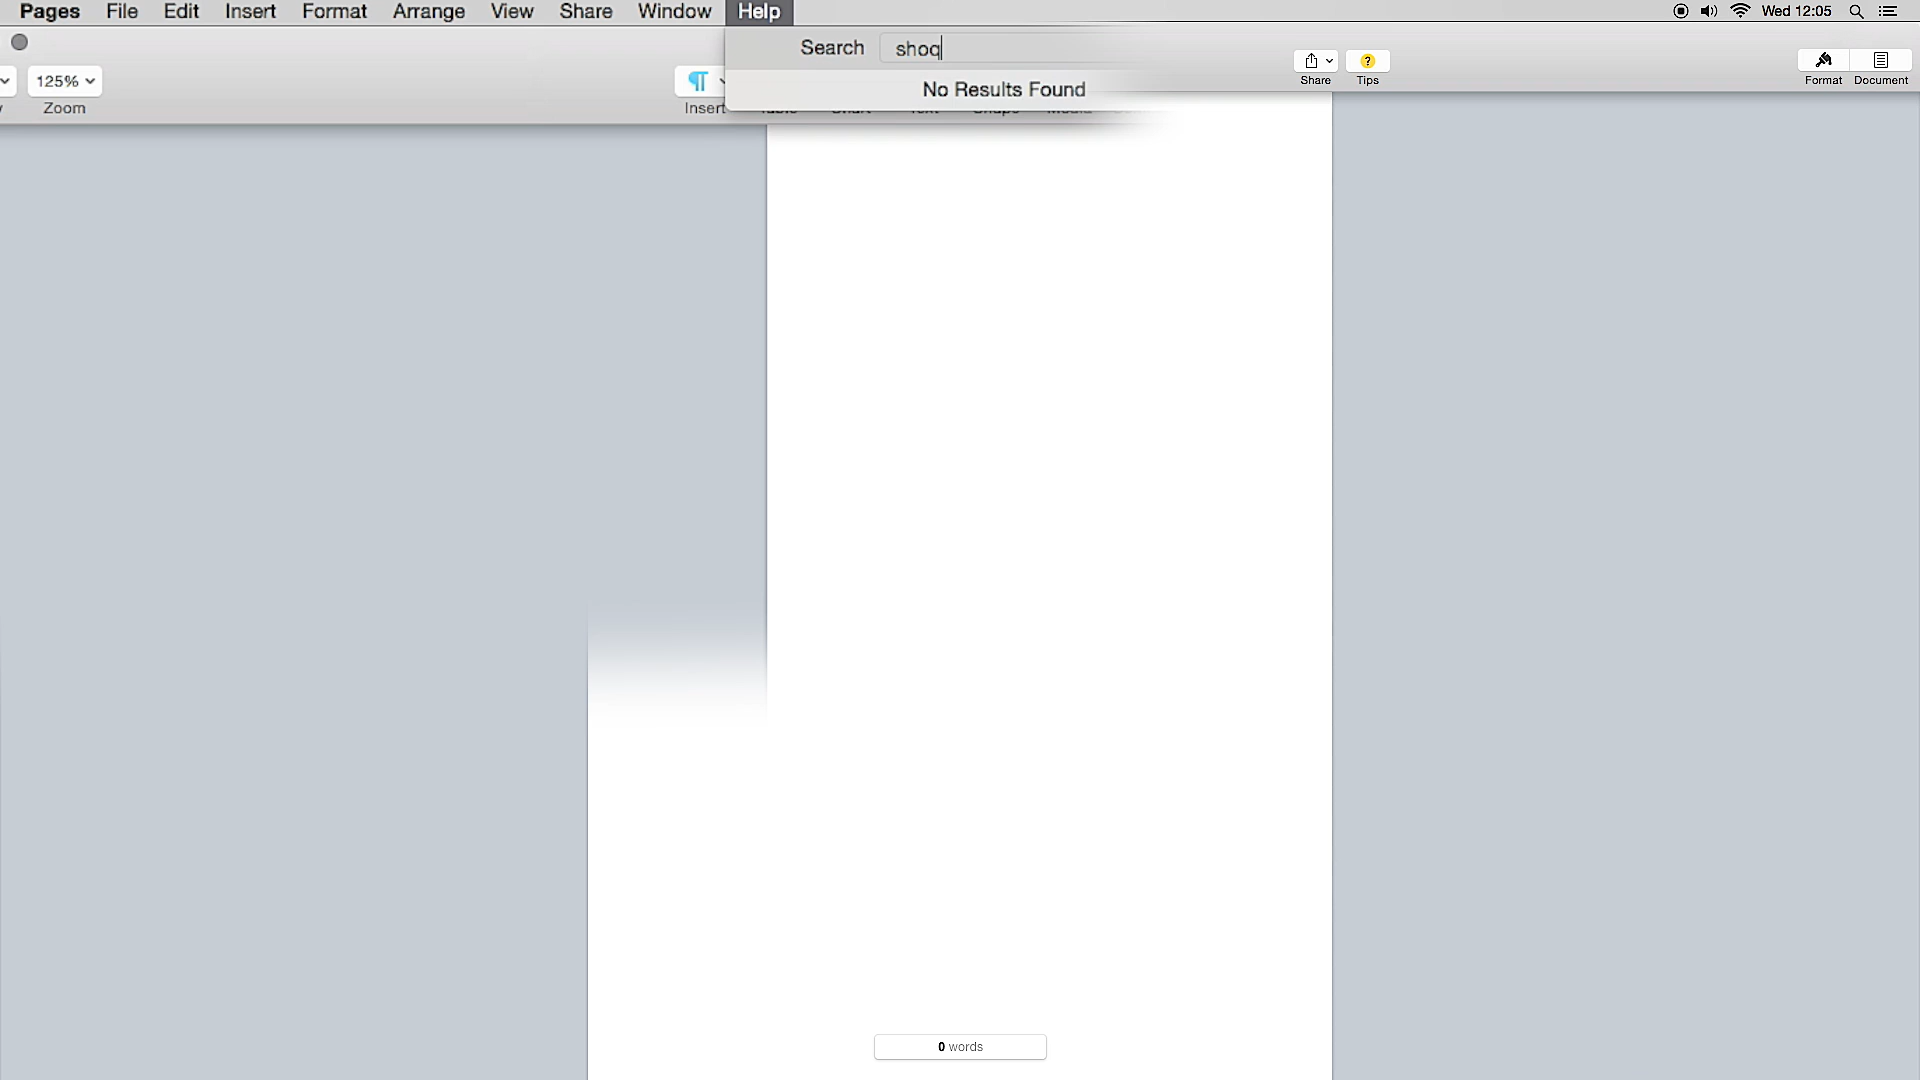 Pages File Edit Insert Format Arrange View Share Window Help
Wed 12:05
Search shoq
No Results Found
125%
Zoom
Insert
Share
Tips
Format
Document
0 words